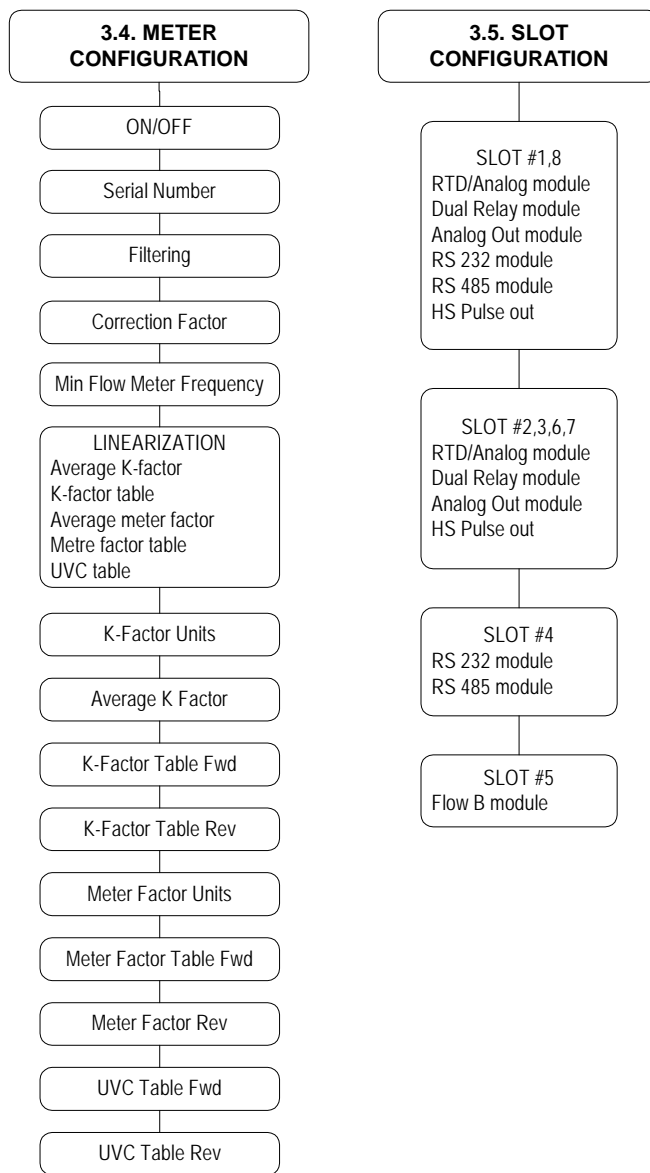 3.4. METER
CONFIGURATION
ON/OFF
Serial Number
Filtering
Correction Factor
Min Flow Meter Frequency
LINEARIZATION
Average K-factor
K-factor table
Average meter factor
Metre factor table
UVC table
K-Factor Units
Average K Factor
K-Factor Table Fwd
K-Factor Table Rev
Meter Factor Units
Meter Factor Table Fwd
Meter Factor Rev
UVC Table Fwd
UVC Table Rev
3.5. SLOT
CONFIGURATION
SLOT #1,8
RTD/Analog module
Dual Relay module
Analog Out module
RS 232 module
RS 485 module
HS Pulse out
SLOT #2,3,6,7
RTD/Analog module
Dual Relay module
Analog Out module
HS Pulse out
SLOT #4
RS 232 module
RS 485 module
SLOT #5
Flow B module